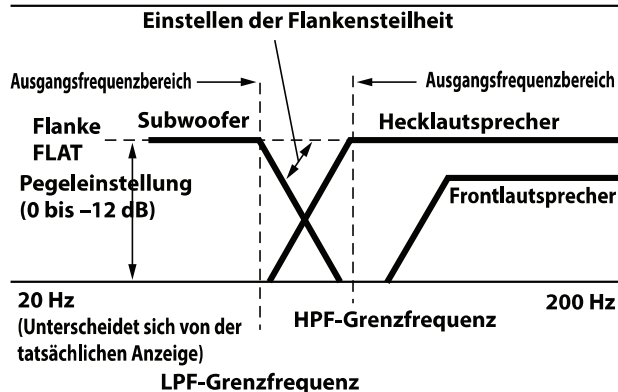 Einstellen der Flankensteilheit
Ausgangsfrequenzbereich
Ausgangsfrequenzbereich
Subwoofer
Hecklautsprecher
Flanke
FLAT
Pegeleinstellung
(0 bis –12 dB)
Frontlautsprecher
20 Hz
200 Hz
(Unterscheidet sich von der
tatsächlichen Anzeige)
HPF-Grenzfrequenz
LPF-Grenzfrequenz